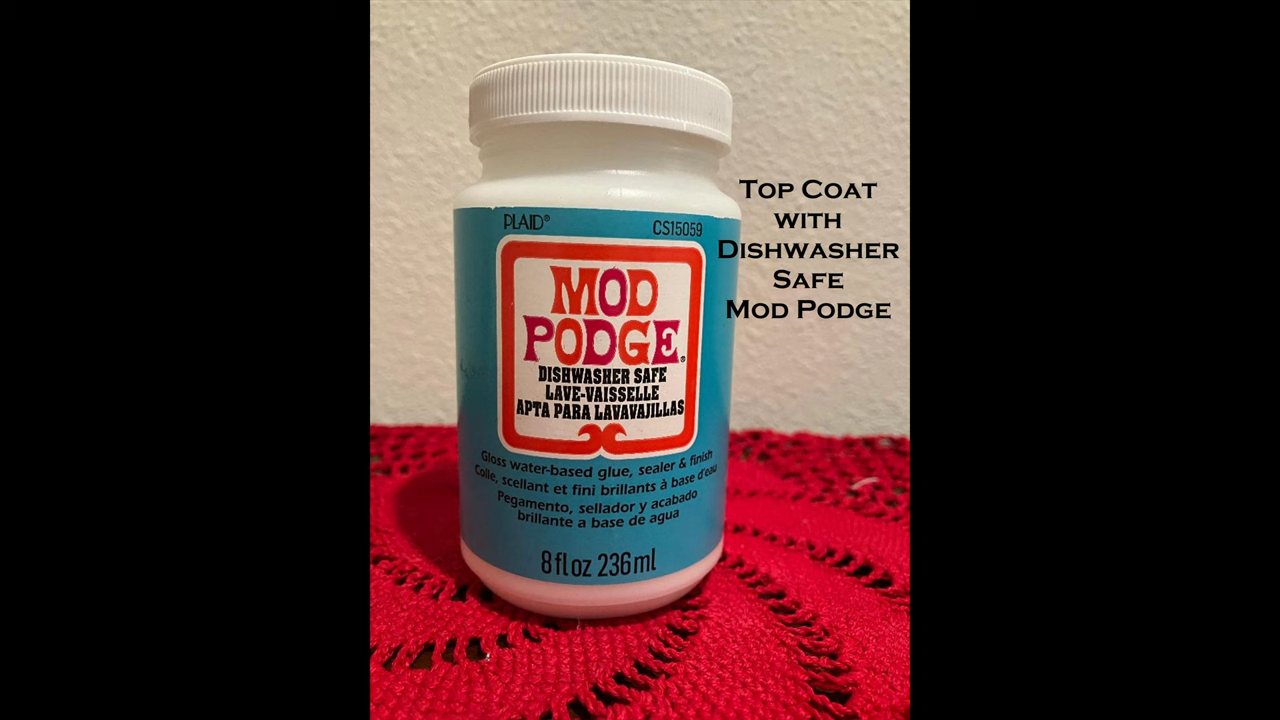 PLAID®
CS15059
MOD
PODGE®
DISHWASHER SAFE
LAVE-VAISSELLE
APTA PARA LAVAVAJILLAS
Gloss water-based glue, sealer & finish
Colle, scellant et fini brillants à base d'eau
Pegamento, sellador y acabado
brillante a base de agua
8 fl oz 236 ml
Top Coat
with
Dishwasher
Safe
Mod Podge